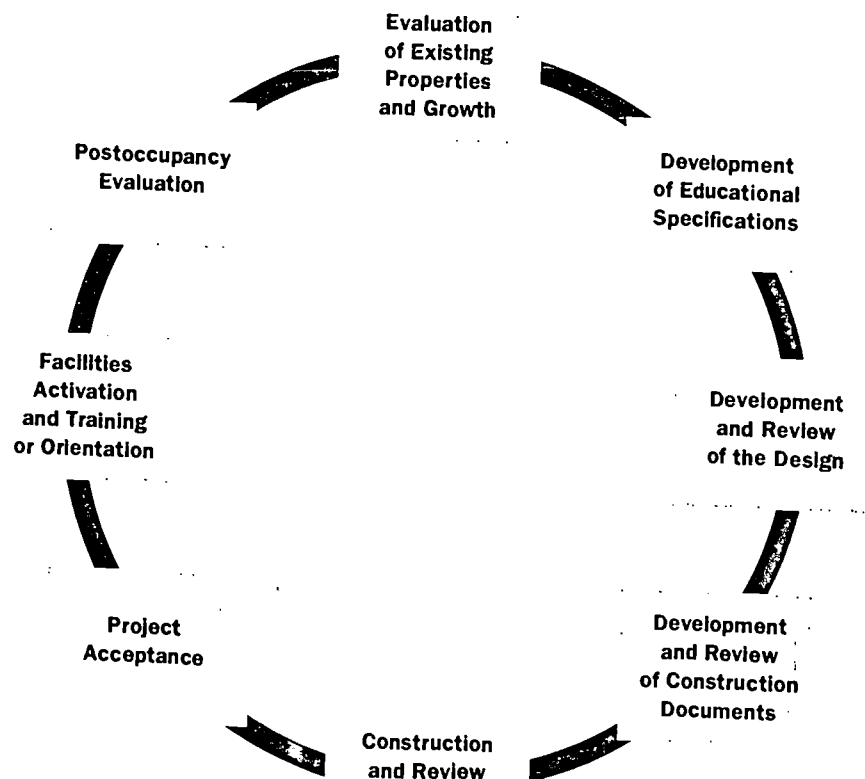 Evaluation
of Existing
Properties
and Growth
Development
of Educational
Specifications
Development
and Review
of the Design
Development
and Review
of Construction
Documents
Construction
and Review
Project
Acceptance
Facilities
Activation
and Training
or Orientation
Postoccupancy
Evaluation